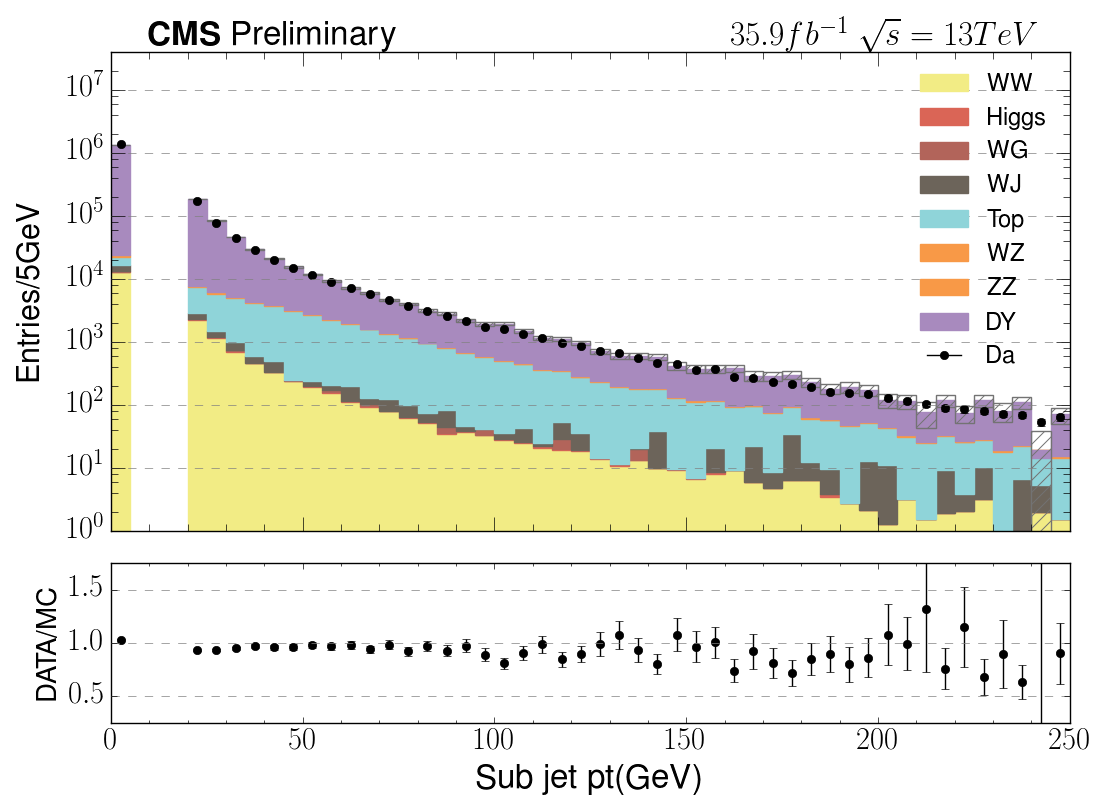 CMS Preliminary 35.9fb⁻¹ √s = 13TeV
Entries/5GeV
10⁷
10⁶
10⁵
10⁴
10³
10²
10¹
10⁰
WW
Higgs
WG
WJ
Top
WZ
ZZ
DY
Da
DATA/MC
1.5
1.0
0.5
0 50 100 150 200 250
Sub jet pt(GeV)